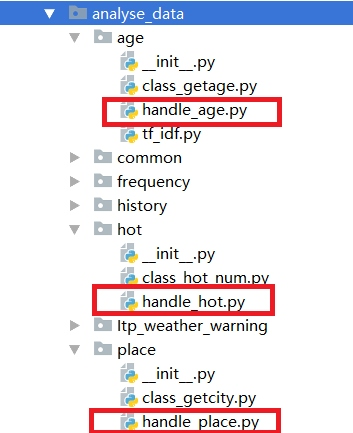 analyse_data
age
__init__.py
class_getage.py
handle_age.py
tf_idf.py
common
frequency
history
hot
__init__.py
class_hot_num.py
handle_hot.py
ltp_weather_warning
place
__init__.py
class_getcity.py
handle_place.py